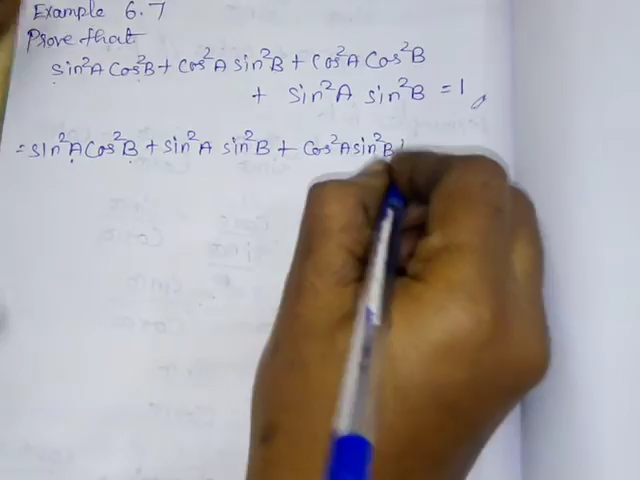 Example 6.7
Prove that
sin²A Cos²B + Cos²A sin²B + Cos²A Cos²B
+ sin²A sin²B = 1
= sin²A Cos²B + sin²A sin²B + Cos²A sin²B